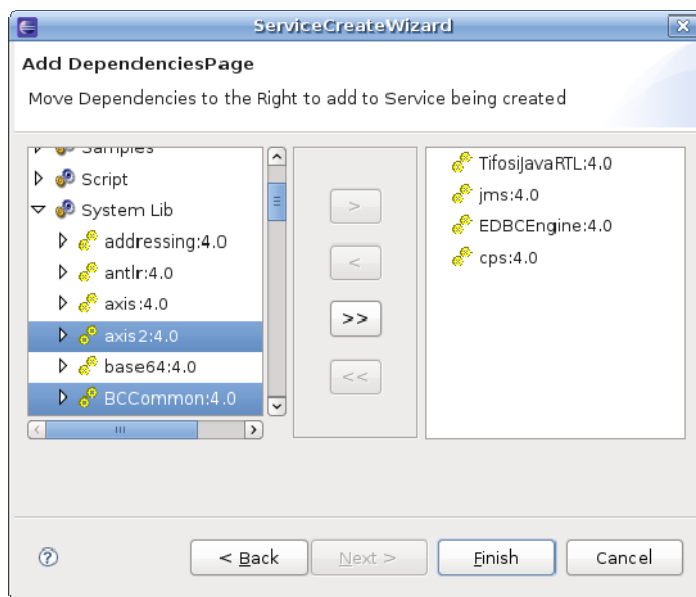 ServiceCreateWizard
Add DependenciesPage
Move Dependencies to the Right to add to Service being created
Samples
Script
System Lib
addressing:4.0
antlr:4.0
axis:4.0
axis2:4.0
base64:4.0
BCCommon:4.0
>
<
>>
<<
TifosiJavaRTL:4.0
jms:4.0
EDBCEngine:4.0
cps:4.0
? < Back Next > Finish Cancel